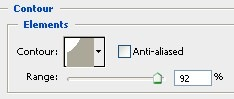 Contour
Elements
Contour: Anti-aliased
Range: 92 %